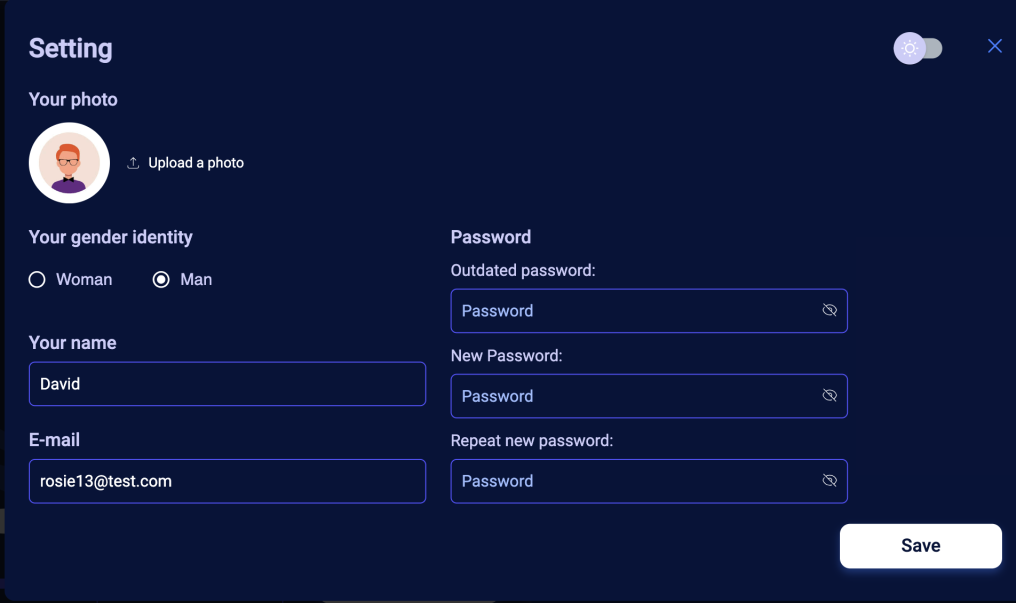 Setting
Your photo
Upload a photo
Your gender identity
Woman
Man
Your name
David
E-mail
rosie13@test.com
Password
Outdated password:
Password
New Password:
Password
Repeat new password:
Password
Save